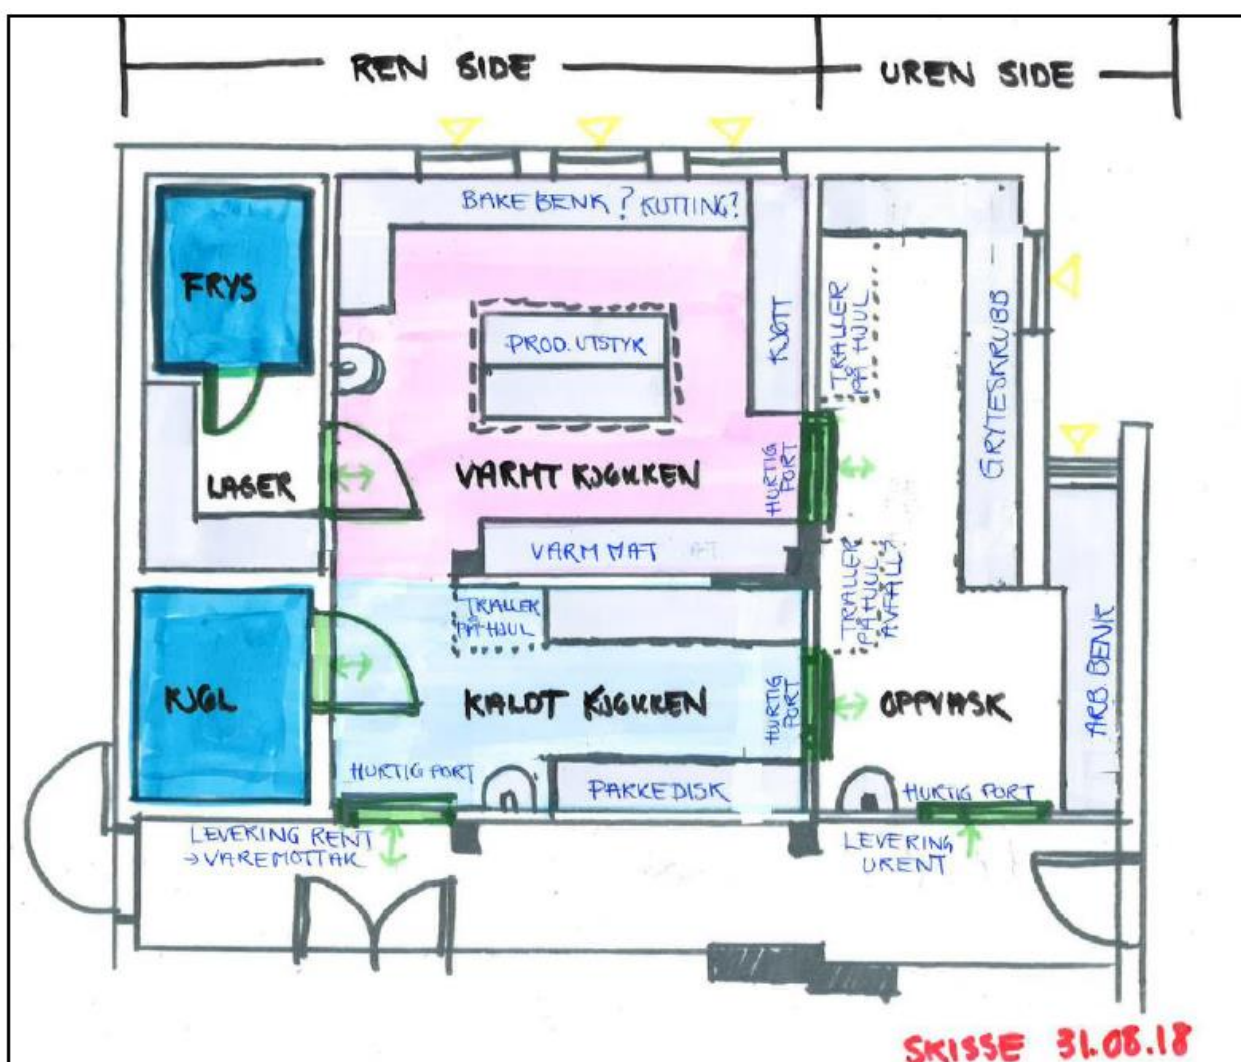 REN SIDE
UREN SIDE
BAKEBENK? KUTTING?
FRYS
PROD. UTSTYR
KJØTT
TRALLER
PÅ HJUL
GRYTESKRUBB
LAGER
VARMT KJØKKEN
HURTIG
PORT
VARM MAT
TRALLER
PÅ HJUL
TRALLER
PÅ HJUL
AVFALL?
KJØL
KALDT KJØKKEN
HURTIG
PORT
OPPVASK
ARB BENK
HURTIG PORT
PAKKEDISK
HURTIG PORT
LEVERING RENT
→ VAREMOTTAK
LEVERING
URENT
SKISSE 31.08.18